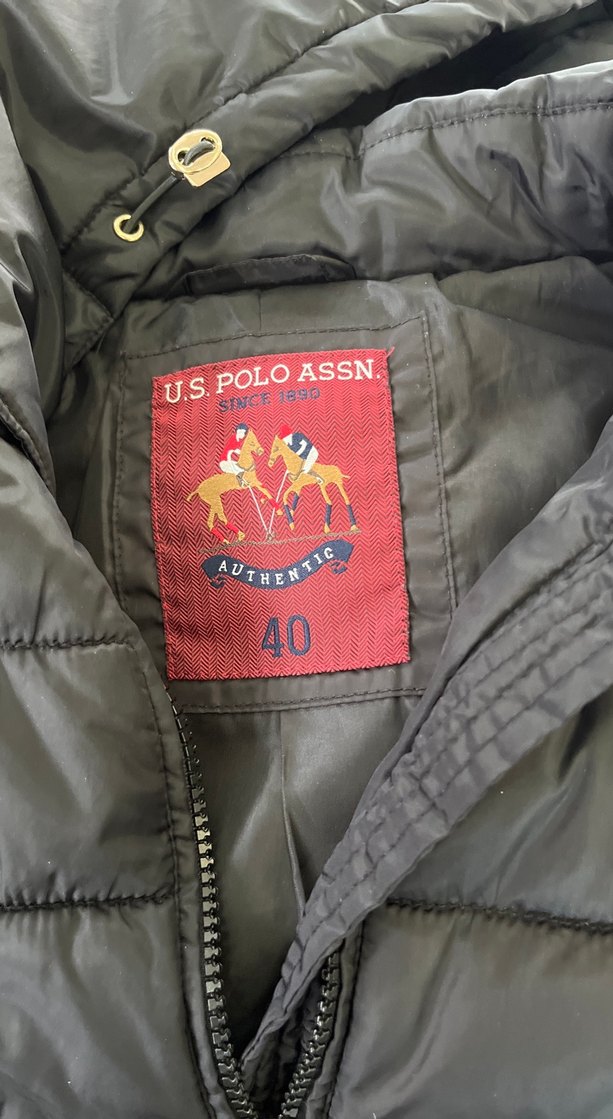 U.S. POLO ASSN.
SINCE 1890
AUTHENTIC
40